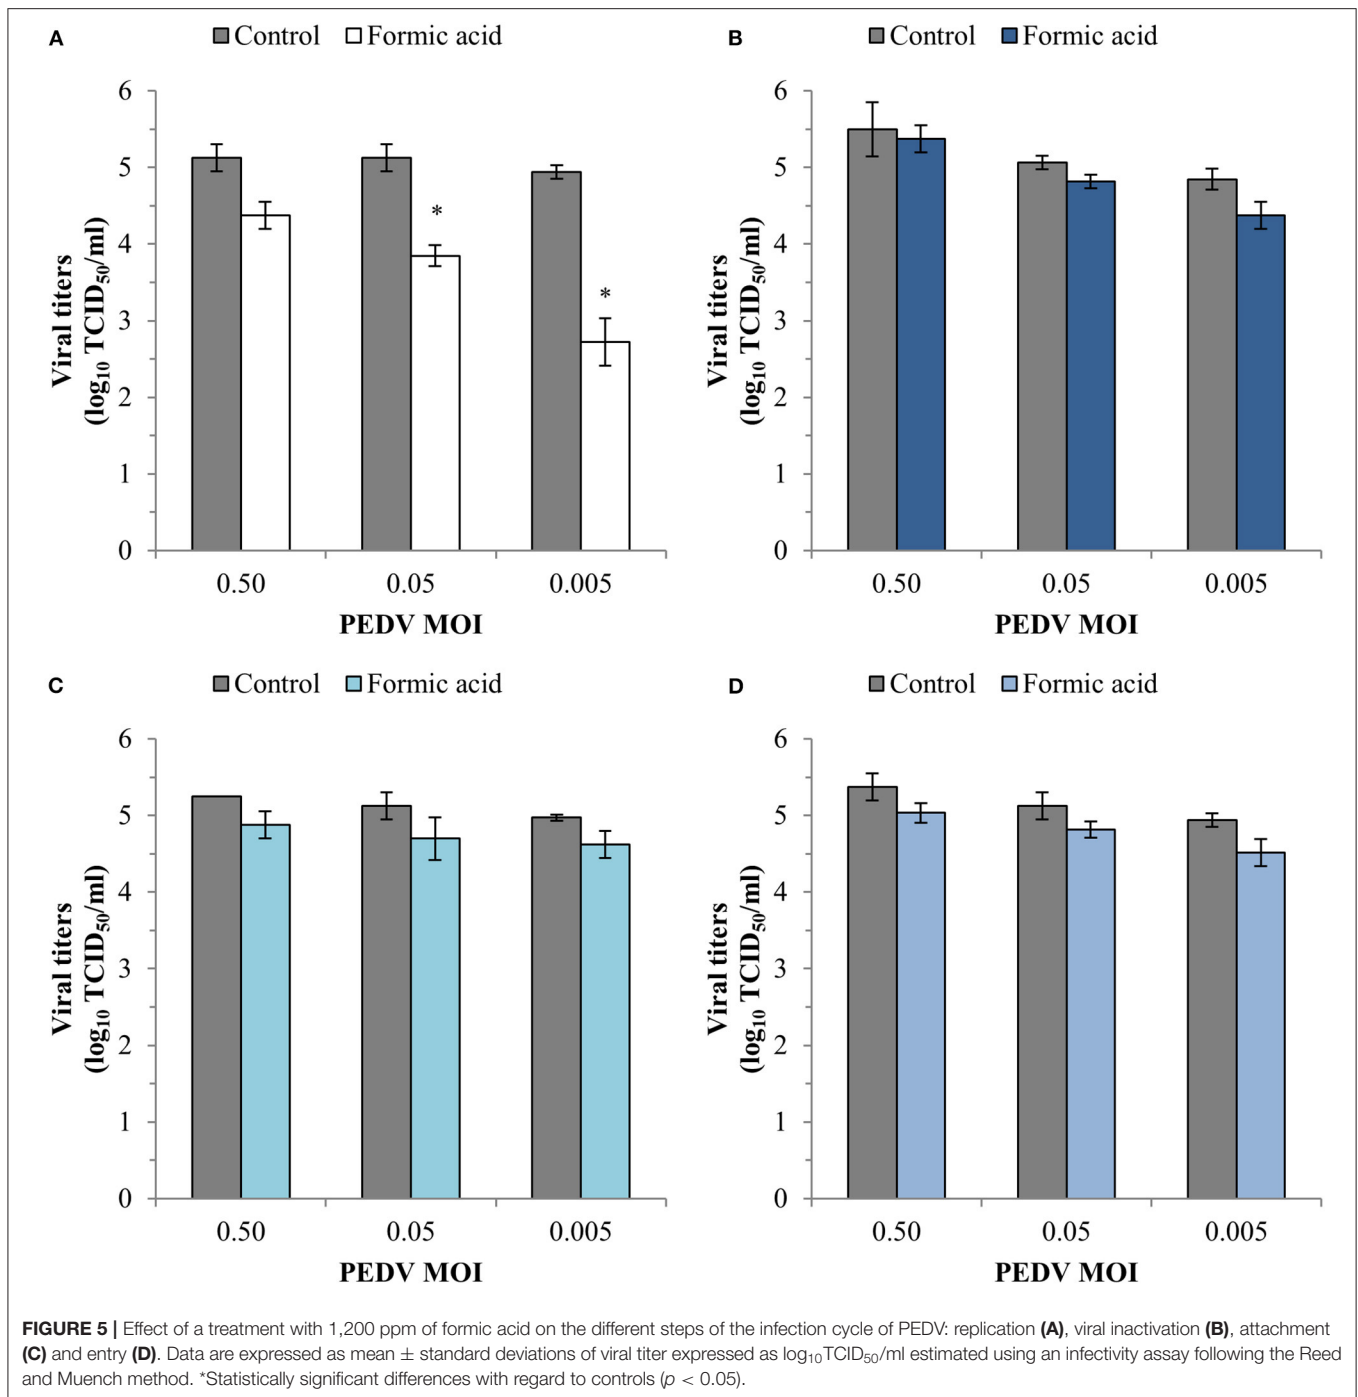 A
Control Formic acid
6
5
4
3
2
1
0
Viral titers
(log₁₀ TCID₅₀/ml)
*
*
0.50 0.05 0.005
PEDV MOI
B
Control Formic acid
6
5
4
3
2
1
0
Viral titers
(log₁₀ TCID₅₀/ml)
0.50 0.05 0.005
PEDV MOI
C
Control Formic acid
6
5
4
3
2
1
0
Viral titers
(log₁₀ TCID₅₀/ml)
0.50 0.05 0.005
PEDV MOI
D
Control Formic acid
6
5
4
3
2
1
0
Viral titers
(log₁₀ TCID₅₀/ml)
0.50 0.05 0.005
PEDV MOI
FIGURE 5 | Effect of a treatment with 1,200 ppm of formic acid on the different steps of the infection cycle of PEDV: replication (A), viral inactivation (B), attachment
(C) and entry (D). Data are expressed as mean ± standard deviations of viral titer expressed as log₁₀TCID₅₀/ml estimated using an infectivity assay following the Reed
and Muench method. *Statistically significant differences with regard to controls (p < 0.05).